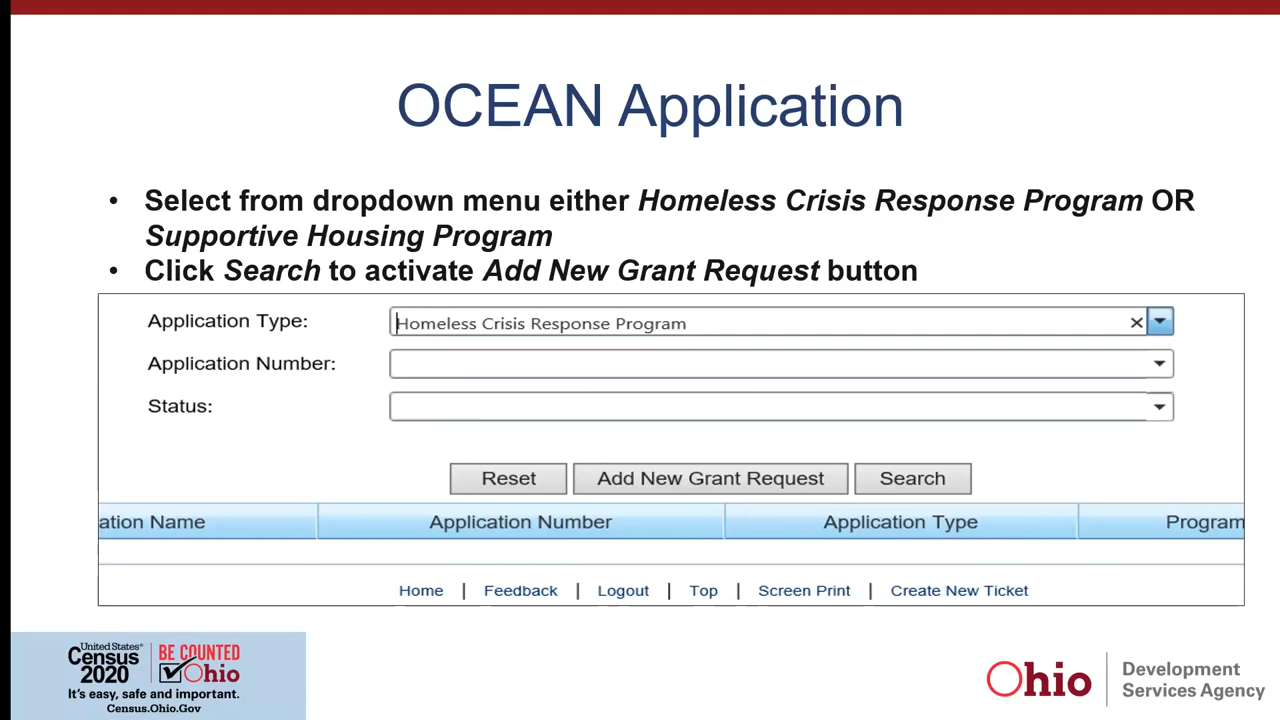 OCEAN Application
• Select from dropdown menu either Homeless Crisis Response Program OR
Supportive Housing Program
• Click Search to activate Add New Grant Request button
Application Type: Homeless Crisis Response Program ×
Application Number:
Status:
Reset Add New Grant Request Search
ation Name Application Number Application Type Program
Home | Feedback | Logout | Top | Screen Print | Create New Ticket
United States®
Census
2020
BE COUNTED
Ohio
It's easy, safe and important.
Census.Ohio.Gov
Ohio
Development
Services Agency